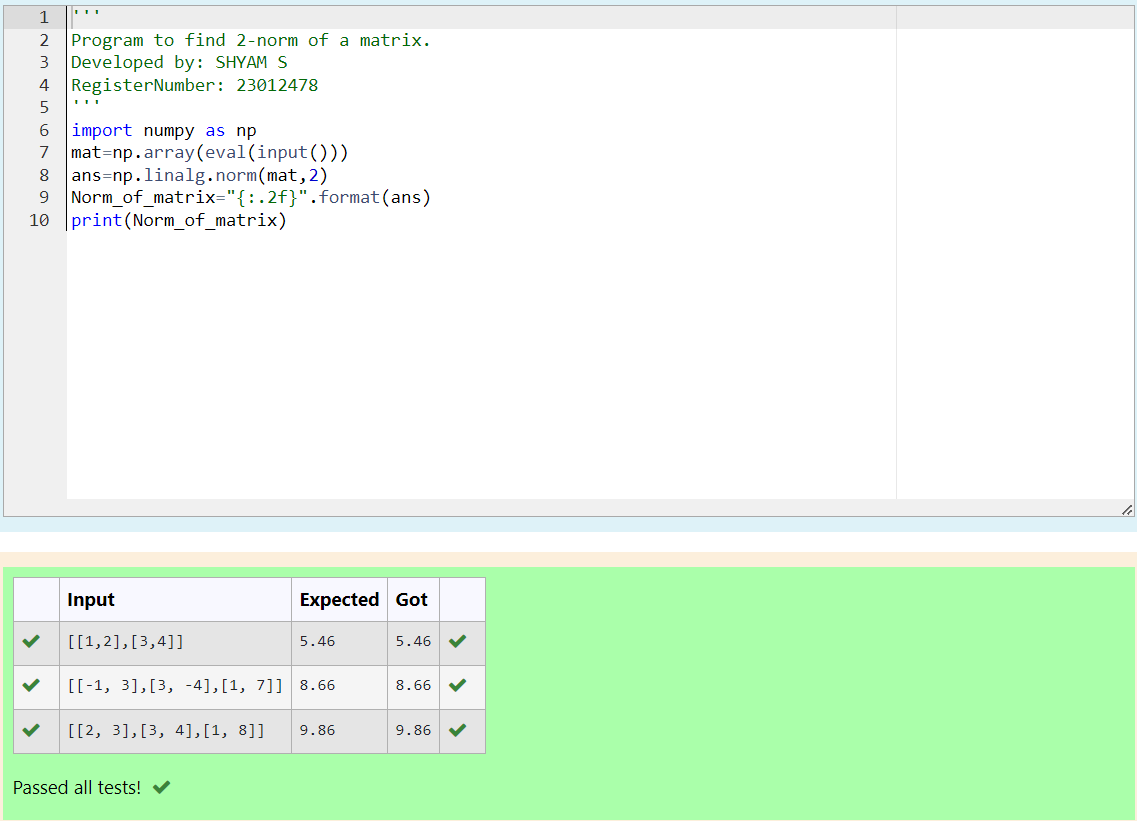 1 '''
2 Program to find 2-norm of a matrix.
3 Developed by: SHYAM S
4 RegisterNumber: 23012478
5 '''
6 import numpy as np
7 mat=np.array(eval(input()))
8 ans=np.linalg.norm(mat,2)
9 Norm_of_matrix="{:.2f}".format(ans)
10 print(Norm_of_matrix)
Input Expected Got
[[1,2],[3,4]] 5.46 5.46
[[-1, 3],[3, -4],[1, 7]] 8.66 8.66
[[2, 3],[3, 4],[1, 8]] 9.86 9.86
Passed all tests!